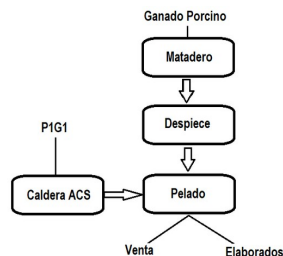 Ganado Porcino
Matadero
Despiece
P1G1
Caldera ACS
Pelado
Venta
Elaborados